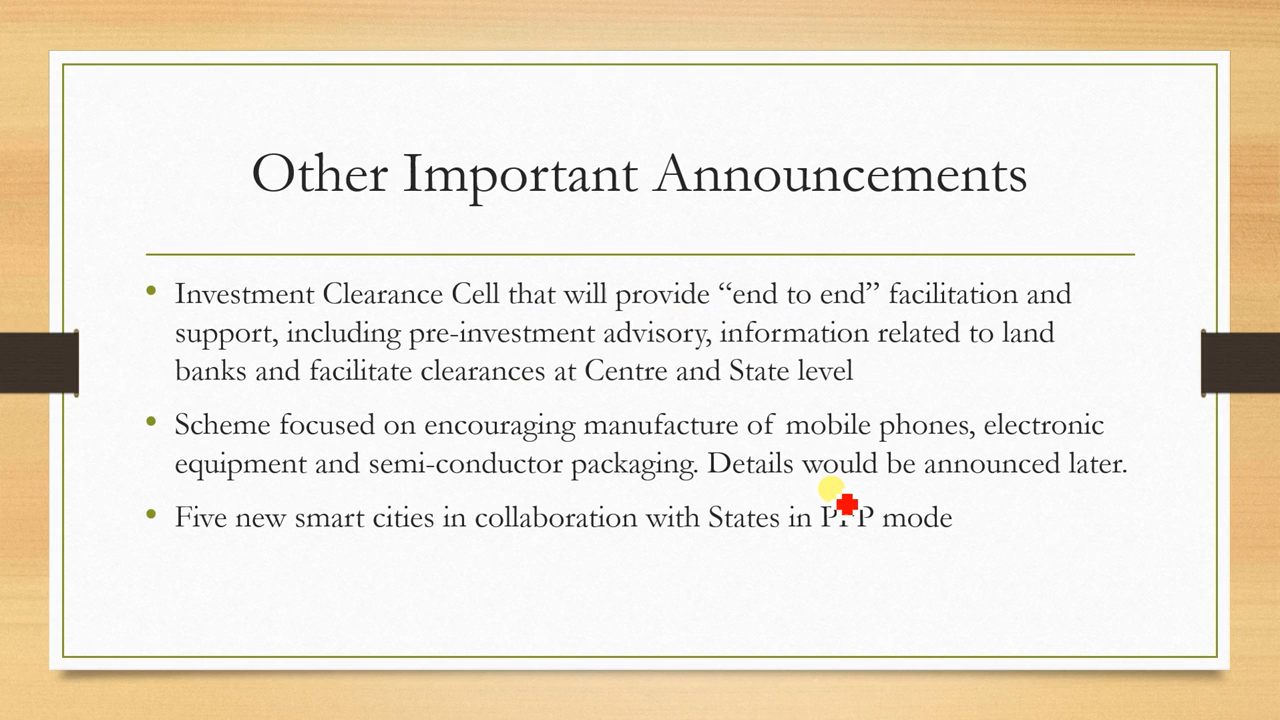 Other Important Announcements
• Investment Clearance Cell that will provide “end to end” facilitation and
support, including pre-investment advisory, information related to land
banks and facilitate clearances at Centre and State level
• Scheme focused on encouraging manufacture of mobile phones, electronic
equipment and semi-conductor packaging. Details would be announced later.
• Five new smart cities in collaboration with States in PPP mode